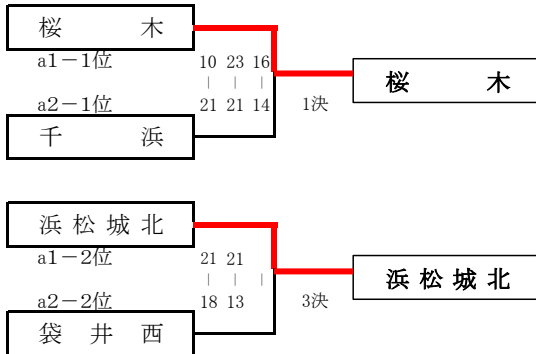 桜 木
a1－1位 10 23 16
| | |
桜 木
a2－1位 21 21 14 1決
千 浜
浜 松 城 北
a1－2位 21 21
| | |
浜 松 城 北
a2－2位 18 13 3決
袋 井 西